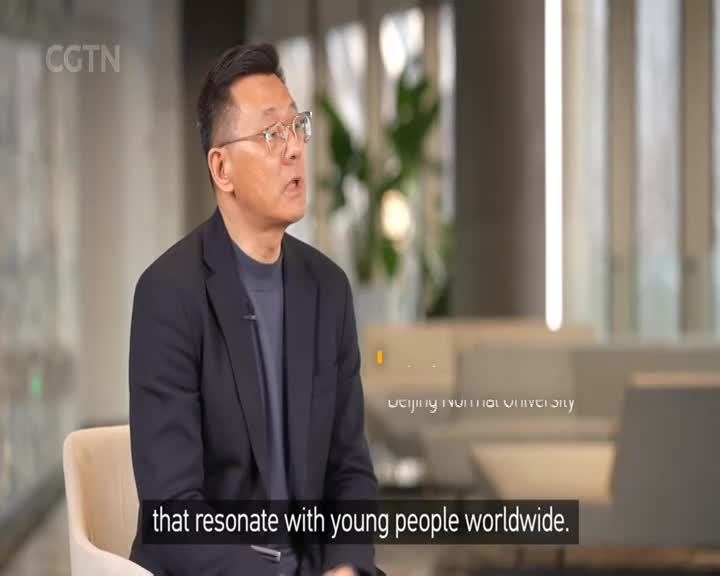 CGTN
Beijing Normal University
that resonate with young people worldwide.